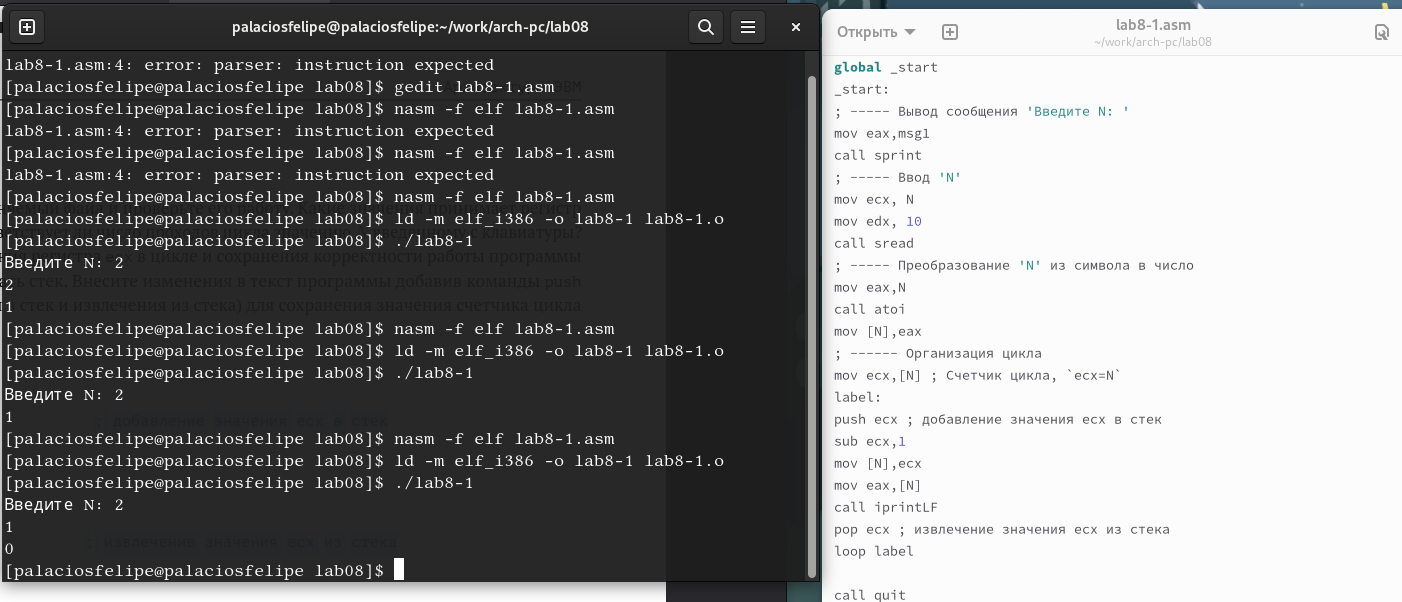 palaciosfelipe@palaciosfelipe:~/work/arch-pc/lab08
lab8-1.asm:4: error: parser: instruction expected
[palaciosfelipe@palaciosfelipe lab08]$ gedit lab8-1.asm
[palaciosfelipe@palaciosfelipe lab08]$ nasm -f elf lab8-1.asm
lab8-1.asm:4: error: parser: instruction expected
[palaciosfelipe@palaciosfelipe lab08]$ nasm -f elf lab8-1.asm
lab8-1.asm:4: error: parser: instruction expected
[palaciosfelipe@palaciosfelipe lab08]$ nasm -f elf lab8-1.asm
[palaciosfelipe@palaciosfelipe lab08]$ ld -m elf_i386 -o lab8-1 lab8-1.o
[palaciosfelipe@palaciosfelipe lab08]$ ./lab8-1
Введите N: 2
2
1
[palaciosfelipe@palaciosfelipe lab08]$ nasm -f elf lab8-1.asm
[palaciosfelipe@palaciosfelipe lab08]$ ld -m elf_i386 -o lab8-1 lab8-1.o
[palaciosfelipe@palaciosfelipe lab08]$ ./lab8-1
Введите N: 2
1
[palaciosfelipe@palaciosfelipe lab08]$ nasm -f elf lab8-1.asm
[palaciosfelipe@palaciosfelipe lab08]$ ld -m elf_i386 -o lab8-1 lab8-1.o
[palaciosfelipe@palaciosfelipe lab08]$ ./lab8-1
Введите N: 2
1
0
[palaciosfelipe@palaciosfelipe lab08]$
Открыть
lab8-1.asm
~/work/arch-pc/lab08
global _start
_start:
; ----- Вывод сообщения 'Введите N: '
mov eax,msg1
call sprint
; ----- Ввод 'N'
mov ecx, N
mov edx, 10
call sread
; ----- Преобразование 'N' из символа в число
mov eax,N
call atoi
mov [N],eax
; ------ Организация цикла
mov ecx,[N] ; Счетчик цикла, `ecx=N`
label:
push ecx ; добавление значения ecx в стек
sub ecx,1
mov [N],ecx
mov eax,[N]
call iprintLF
pop ecx ; извлечение значения ecx из стека
loop label
call quit